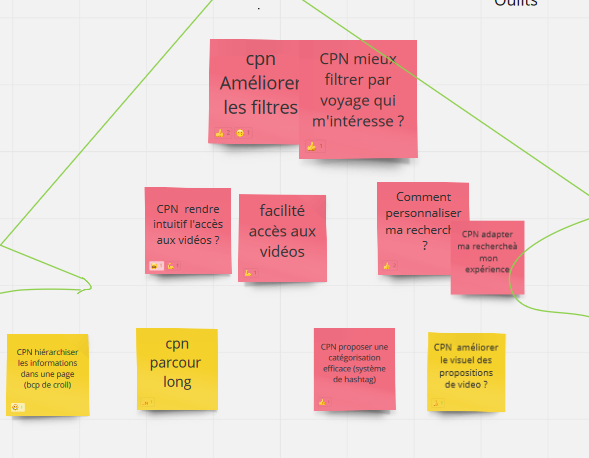 Outils
.
cpn
Améliorer
les filtres
CPN mieux
filtrer par
voyage qui
m'intéresse ?
CPN rendre
intuitif l'accès
aux vidéos ?
facilité
accès aux
vidéos
Comment
personnaliser
ma recherch
?
CPN adapter
ma rechercheà
mon
expérience
CPN hiérarchiser
les informations
dans une page
(bcp de croll)
cpn
parcour
long
CPN proposer une
catégorisation
efficace (système
de hashtag)
CPN améliorer
le visuel des
propositions
de video ?